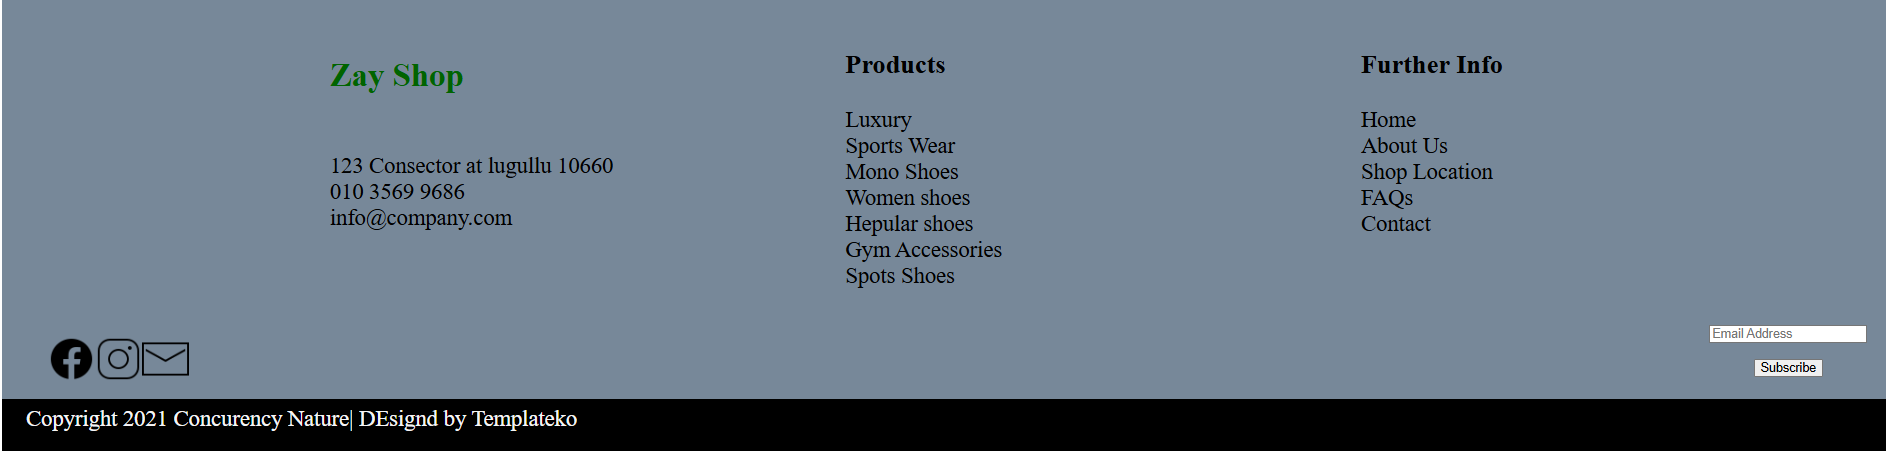 Zay Shop
123 Consector at lugullu 10660
010 3569 9686
info@company.com
Products
Luxury
Sports Wear
Mono Shoes
Women shoes
Hepular shoes
Gym Accessories
Spots Shoes
Further Info
Home
About Us
Shop Location
FAQs
Contact
Email Address
Subscribe
Copyright 2021 Concurency Nature| DEsignd by Templateko